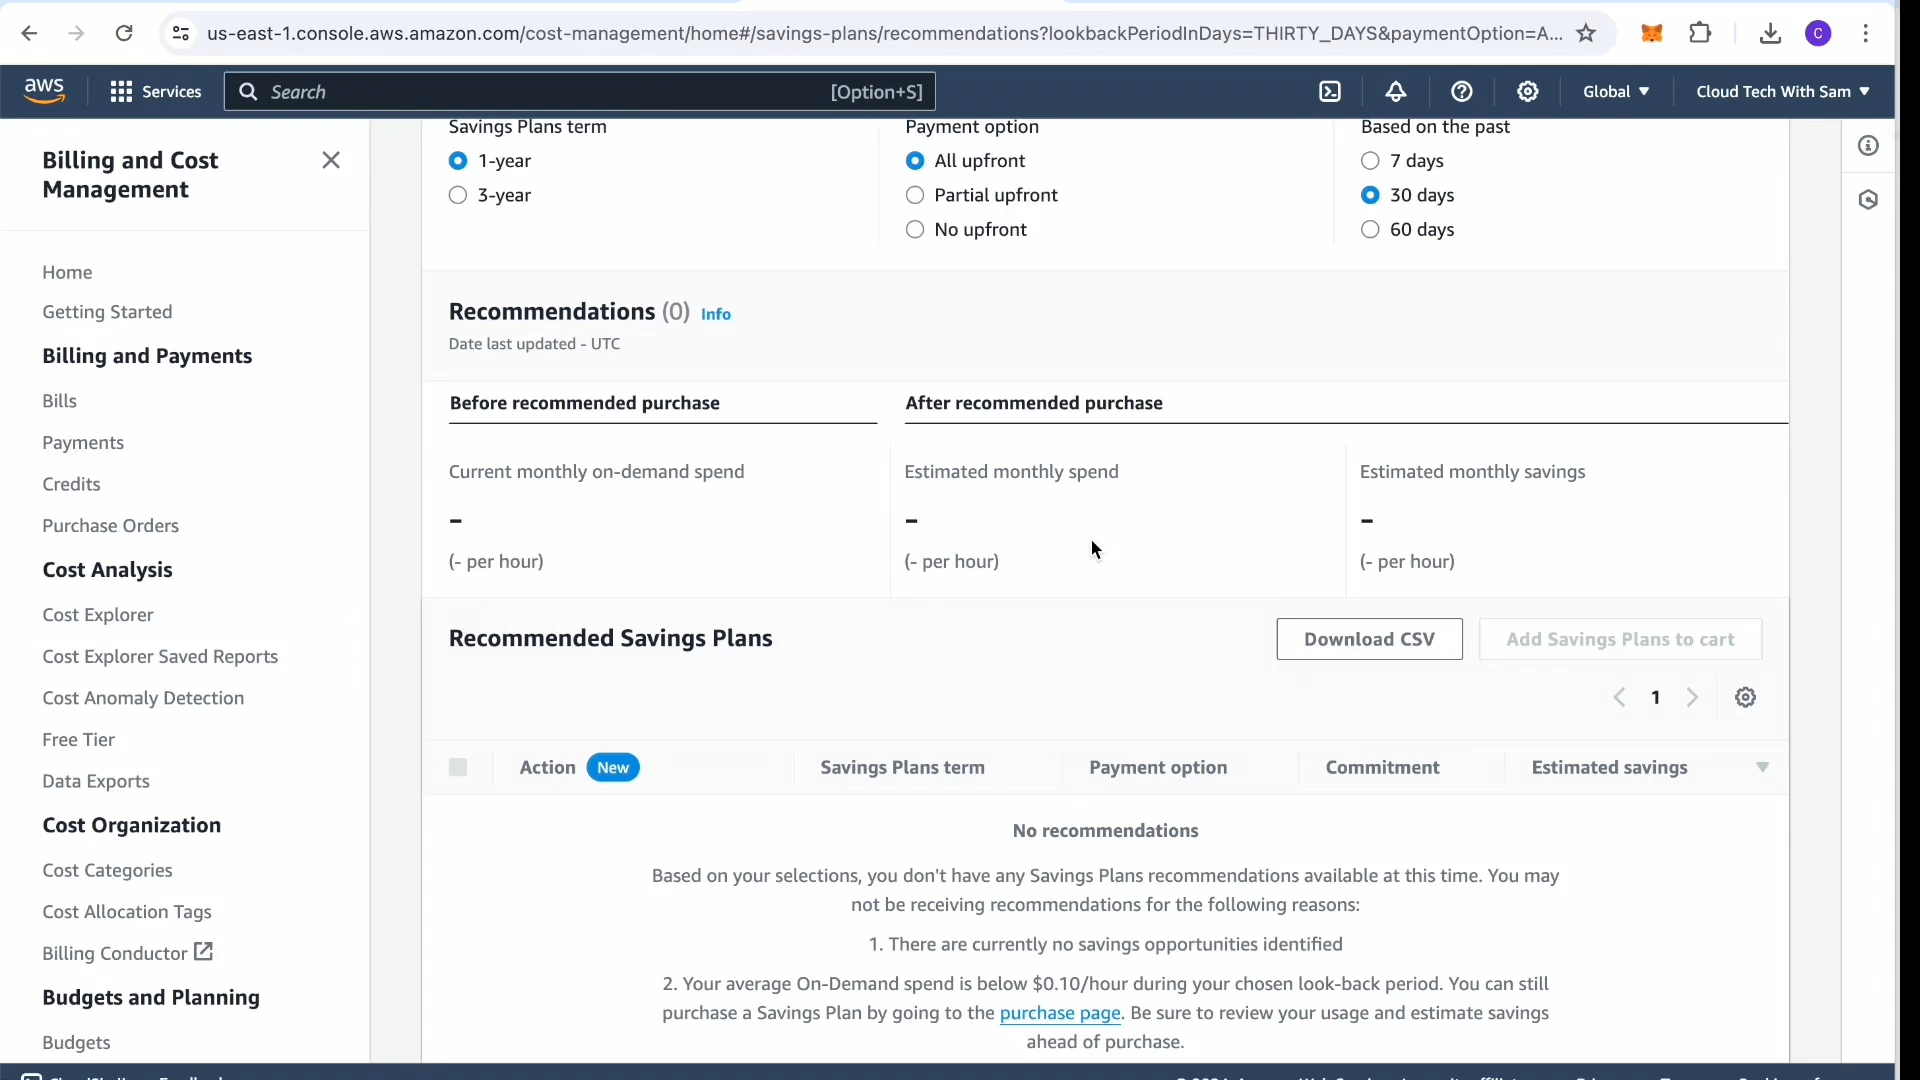 us-east-1.console.aws.amazon.com/cost-management/home#/savings-plans/recommendations?lookbackPeriodInDays=THIRTY_DAYS&paymentOption=A...
C
aws
Services
Search
[Option+S]
Global
Cloud Tech With Sam
Billing and Cost
Management
Home
Getting Started
Billing and Payments
Bills
Payments
Credits
Purchase Orders
Cost Analysis
Cost Explorer
Cost Explorer Saved Reports
Cost Anomaly Detection
Free Tier
Data Exports
Cost Organization
Cost Categories
Cost Allocation Tags
Billing Conductor
Budgets and Planning
Budgets
Savings Plans term
1-year
3-year
Payment option
All upfront
Partial upfront
No upfront
Based on the past
7 days
30 days
60 days
Recommendations (0) Info
Date last updated - UTC
Before recommended purchase
After recommended purchase
Current monthly on-demand spend
-
(- per hour)
Estimated monthly spend
-
(- per hour)
Estimated monthly savings
-
(- per hour)
Recommended Savings Plans
Download CSV
Add Savings Plans to cart
1
Action New
Savings Plans term
Payment option
Commitment
Estimated savings
No recommendations
Based on your selections, you don't have any Savings Plans recommendations available at this time. You may
not be receiving recommendations for the following reasons:
1. There are currently no savings opportunities identified
2. Your average On-Demand spend is below $0.10/hour during your chosen look-back period. You can still
purchase a Savings Plan by going to the purchase page. Be sure to review your usage and estimate savings
ahead of purchase.